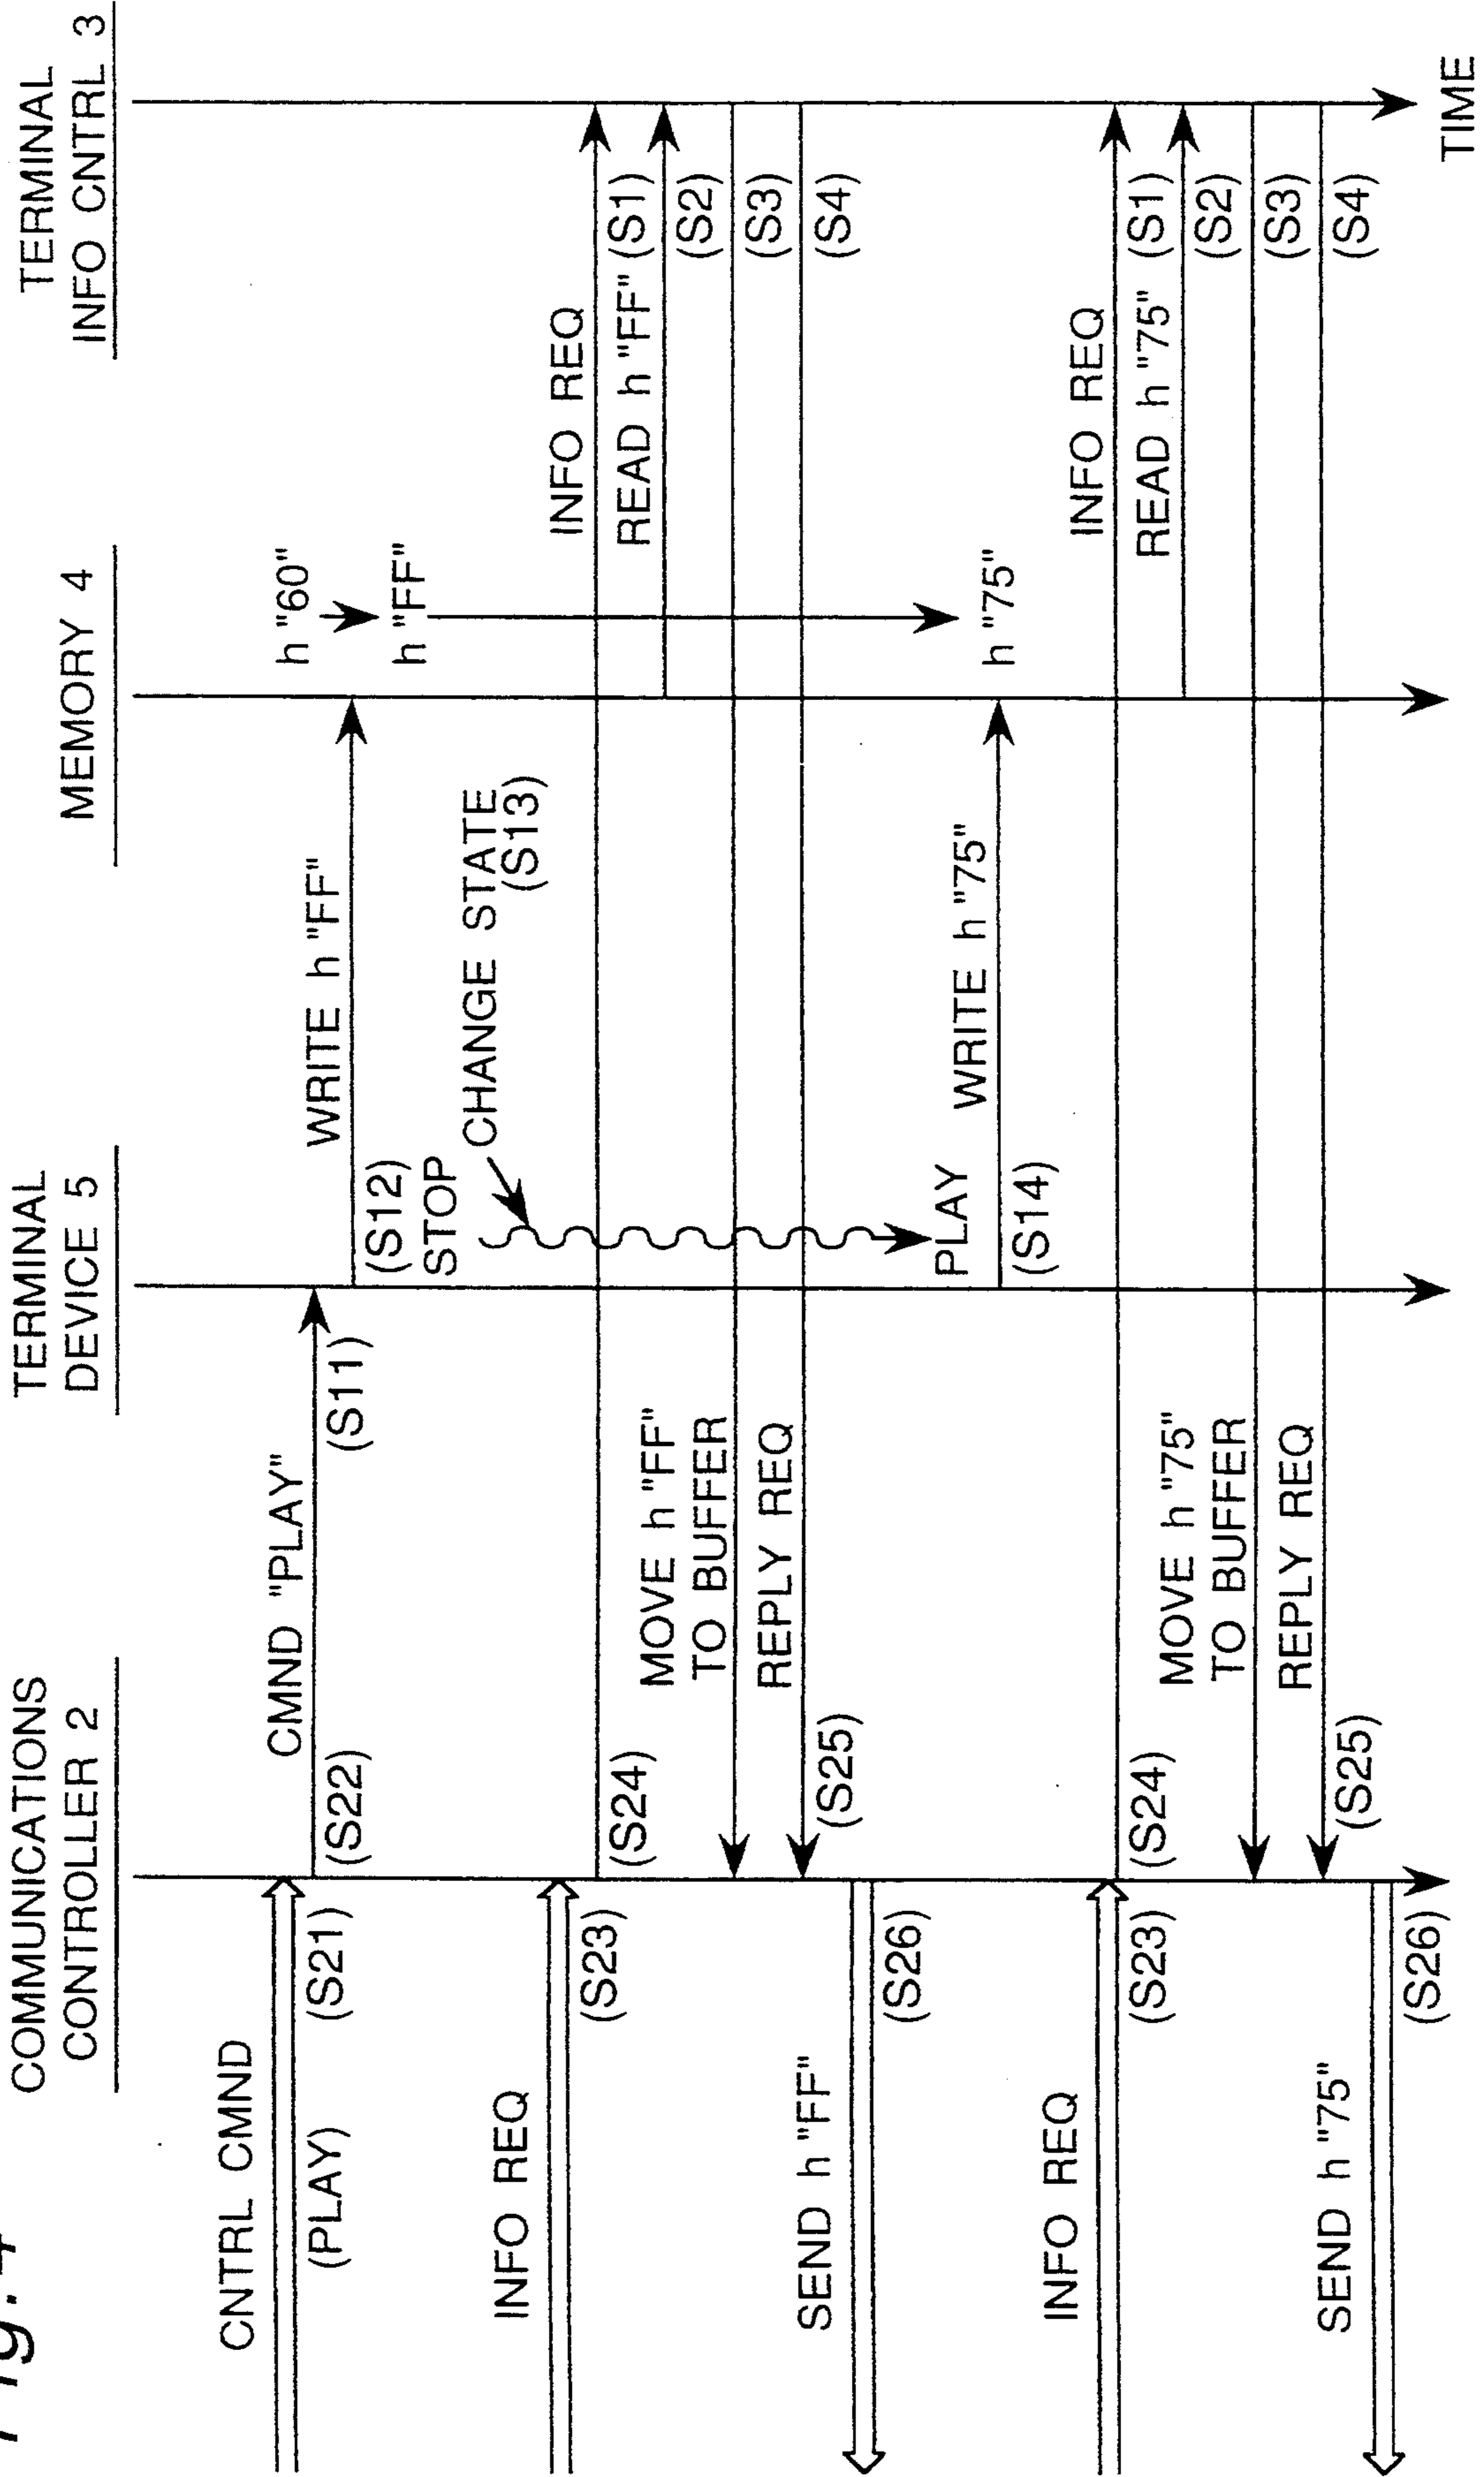 Fig. 4
COMMUNICATIONS
CONTROLLER 2
TERMINAL
DEVICE 5
MEMORY 4
TERMINAL
INFO CNTRL 3
CNTRL CMND
(PLAY)
(S21)
CMND "PLAY"
(S22)
(S11)
WRITE h "FF"
(S12)
STOP
h "60"
h "FF"
CHANGE STATE
(S13)
INFO REQ
(S23)
(S24)
INFO REQ
(S1)
READ h "FF"
(S2)
MOVE h "FF"
TO BUFFER
(S3)
REPLY REQ
(S4)
(S25)
SEND h "FF"
(S26)
PLAY
WRITE h "75"
(S14)
h "75"
INFO REQ
(S23)
(S24)
INFO REQ
(S1)
READ h "75"
(S2)
MOVE h "75"
TO BUFFER
(S3)
REPLY REQ
(S4)
(S25)
SEND h "75"
(S26)
TIME